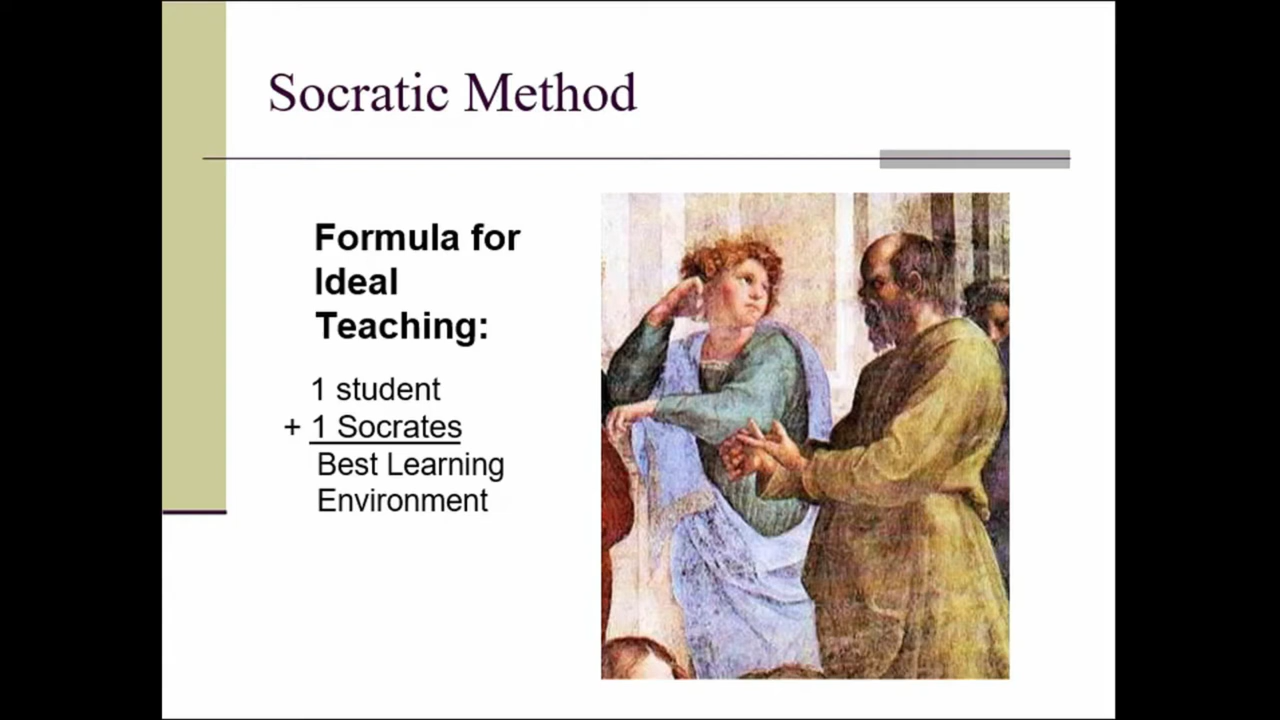 Socratic Method
Formula for
Ideal
Teaching:
1 student
+ 1 Socrates
Best Learning
Environment